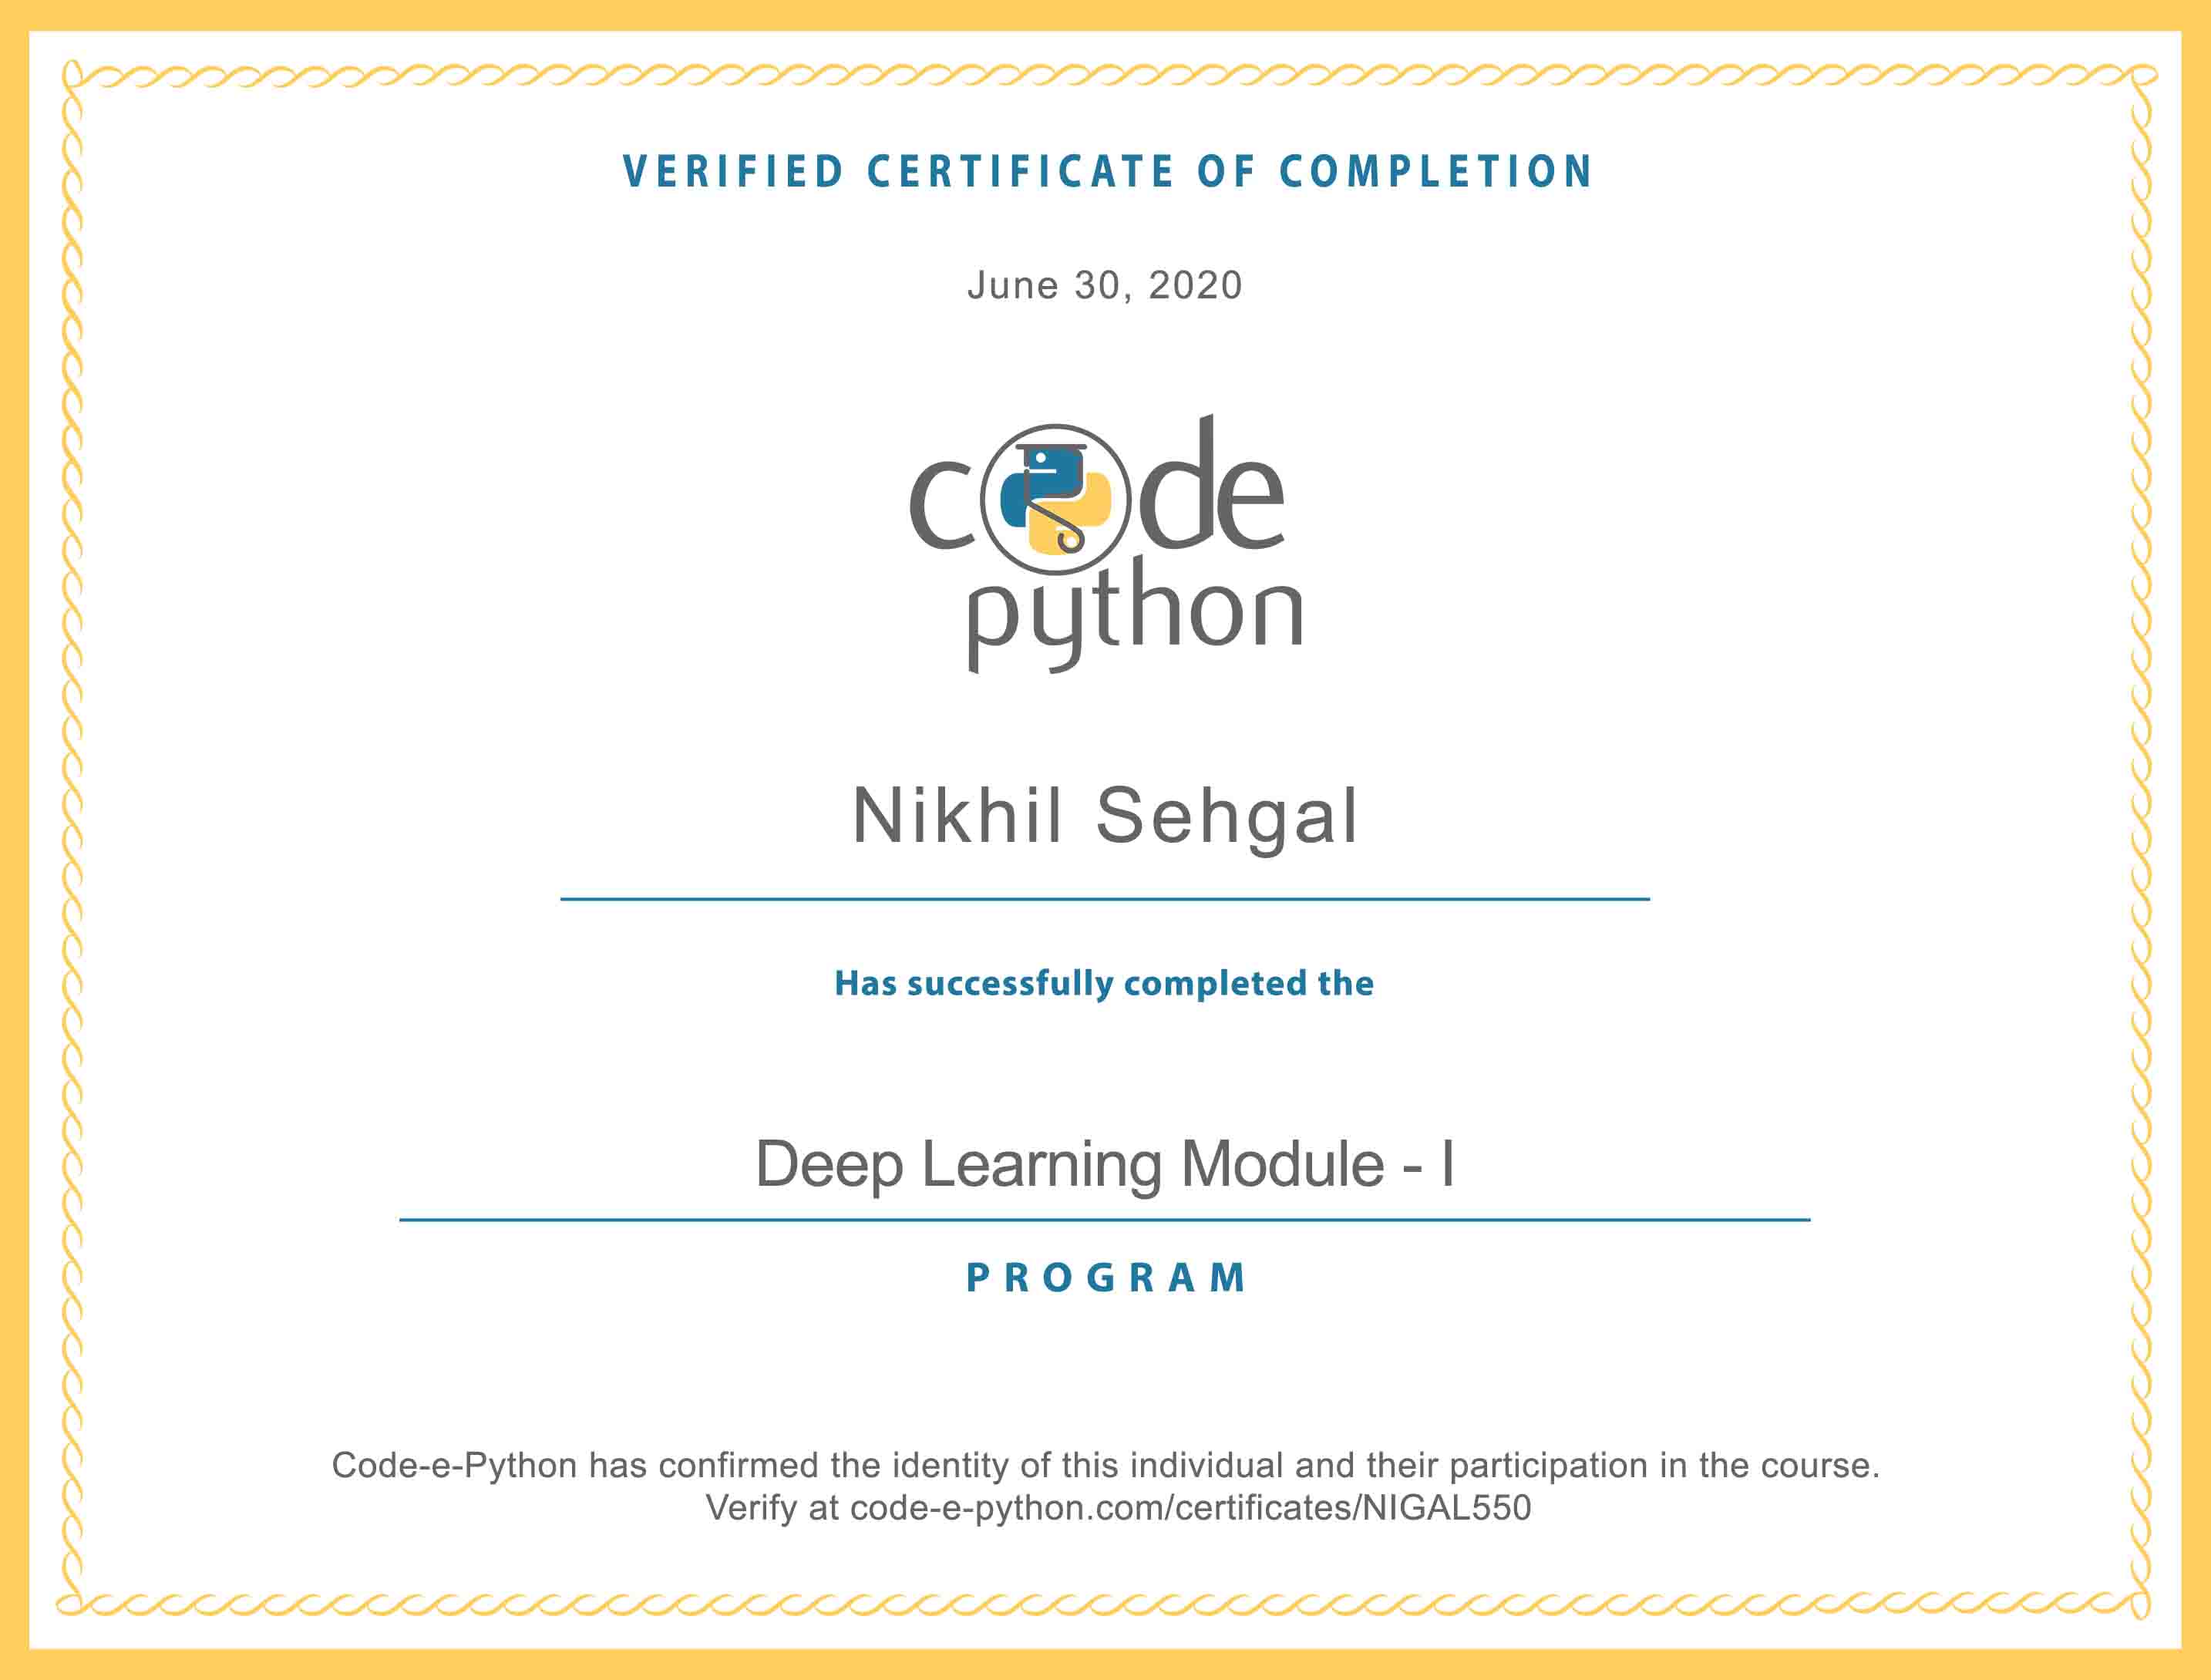 VERIFIED CERTIFICATE OF COMPLETION
June 30, 2020
code
python
Nikhil Sehgal
Has successfully completed the
Deep Learning Module - I
PROGRAM
Code-e-Python has confirmed the identity of this individual and their participation in the course.
Verify at code-e-python.com/certificates/NIGAL550